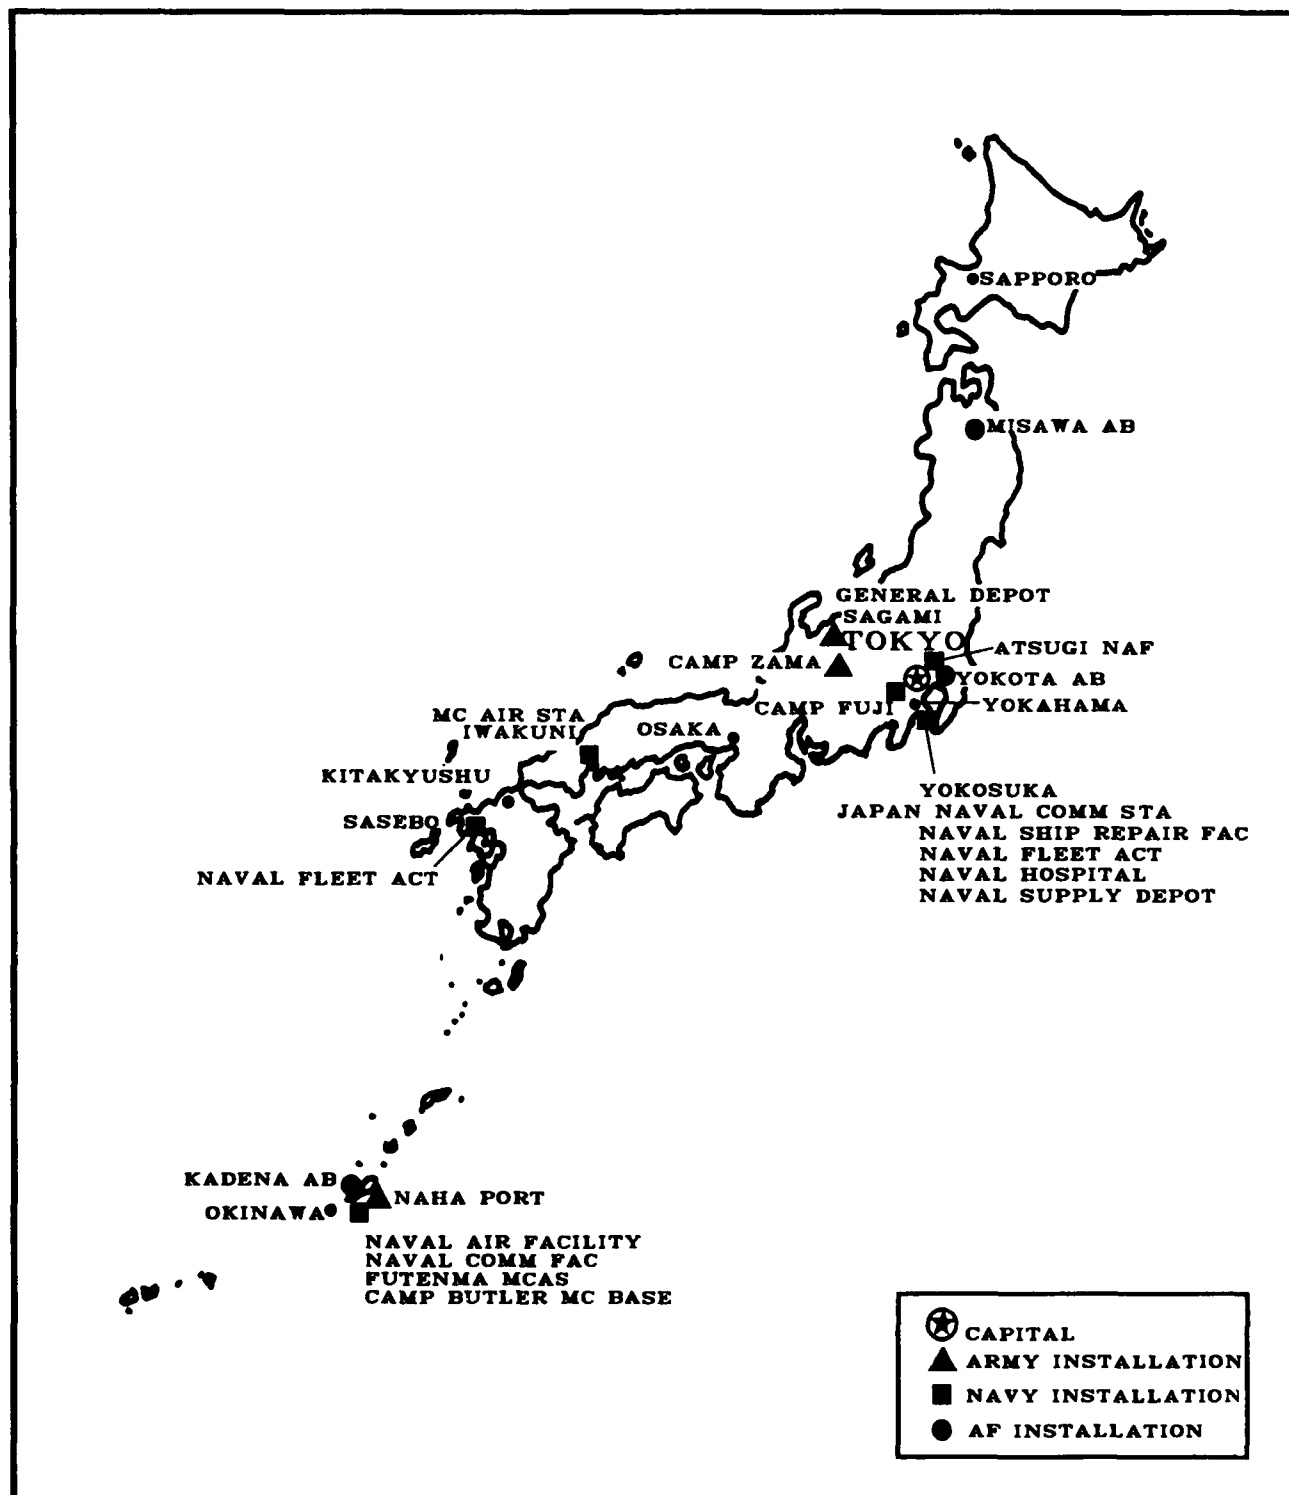 SAPPORO
MISAWA AB
GENERAL DEPOT
SAGAMI
TOKYO
ATSUGI NAF
CAMP ZAMA
YOKOTA AB
CAMP FUJI
YOKAHAMA
MC AIR STA
IWAKUNI
OSAKA
KITAKYUSHU
SASEBO
NAVAL FLEET ACT
YOKOSUKA
JAPAN NAVAL COMM STA
NAVAL SHIP REPAIR FAC
NAVAL FLEET ACT
NAVAL HOSPITAL
NAVAL SUPPLY DEPOT
KADENA AB
NAHA PORT
OKINAWA
NAVAL AIR FACILITY
NAVAL COMM FAC
FUTENMA MCAS
CAMP BUTLER MC BASE
CAPITAL
ARMY INSTALLATION
NAVY INSTALLATION
AF INSTALLATION